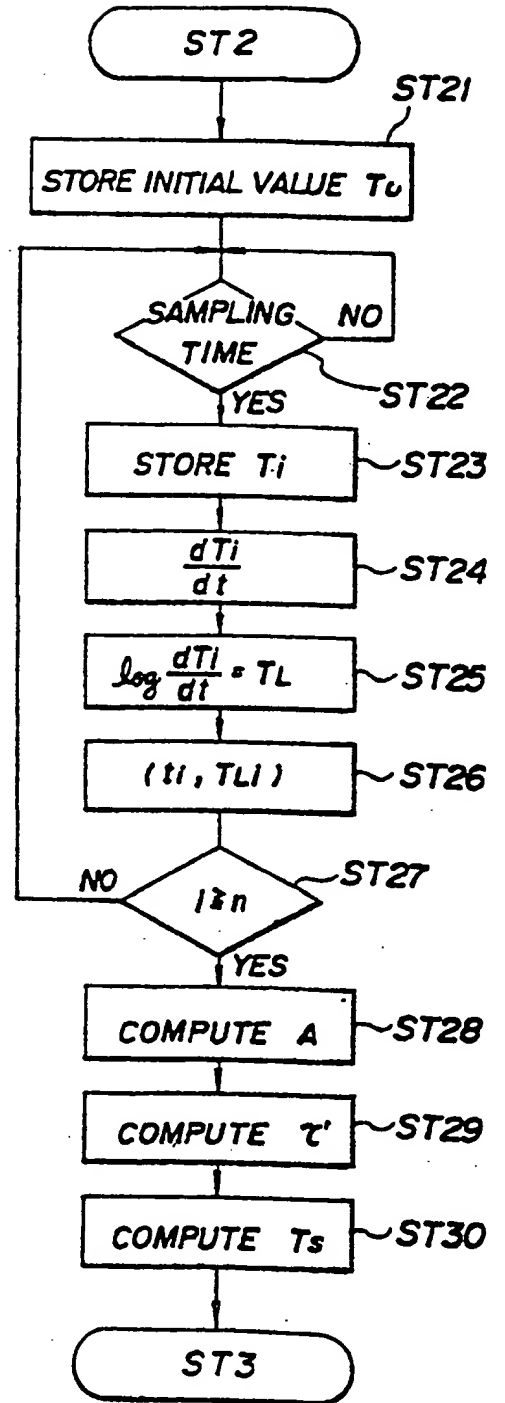 ST2
ST21
STORE INITIAL VALUE To
SAMPLING
TIME
NO
ST22
YES
STORE Ti
ST23
dTi
dt
ST24
log dTi/dt = TL
ST25
(ti, TLi)
ST26
NO
ST27
i≧n
YES
COMPUTE A
ST28
COMPUTE τ'
ST29
COMPUTE Ts
ST30
ST3